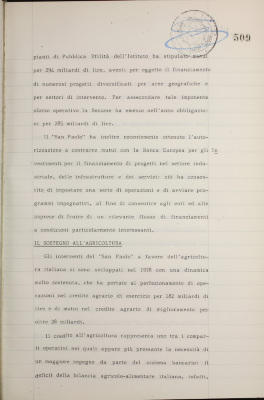 509
pianti di Pubblica Utilità dell'Istituto ha stipulato mutui
per 294 miliardi di lire, aventi per oggetto il finanziamento
di numerosi progetti diversificati per aree geografiche e
per settori di intervento. Per assecondare tale imponente
sforzo operativo la Sezione ha emesso nell'anno obbligazio-
ni per 285 miliardi di lire.
Il "San Paolo" ha inoltre recentemente ottenuto l'auto-
rizzazione a contrarre mutui con la Banca Europea per gli In
vestimenti per il finanziamento di progetti nel settore indu-
striale, delle infrastrutture e dei servizi: ciò ha consen-
tito di impostare una serie di operazioni e di avviare pro-
grammi impegnativi, al fine di consentire agli enti ed alle
imprese di fruire di un rilevante flusso di finanziamenti
a condizioni particolarmente interessanti.
IL SOSTEGNO ALL'AGRICOLTURA
Gli interventi del "San Paolo" a favore dell'agricoltu-
ra italiana si sono sviluppati nel 1978 con una dinamica
molto sostenuta, che ha portato al perfezionamento di ope-
razioni nel credito agrario di esercizio per 182 miliardi di
lire e di mutui nel credito agrario di miglioramento per
oltre 28 miliardi.
Il credito all'agricoltura rappresenta uno tra i compar-
ti operativi nei quali appare più pressante la necessità di
un maggiore impegno da parte del sistema bancario: il
deficit della bilancia agricolo-alimentare italiana, infatti,